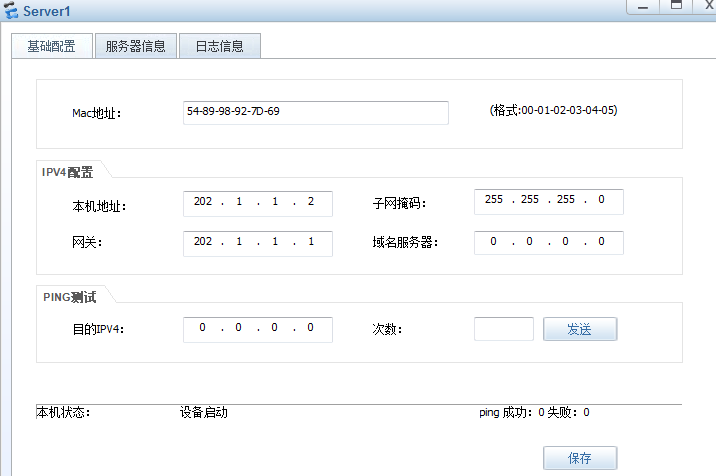 Server1
基础配置 服务器信息 日志信息
Mac地址: 54-89-98-92-7D-69 (格式:00-01-02-03-04-05)
IPV4配置
本机地址: 202 . 1 . 1 . 2 子网掩码: 255 . 255 . 255 . 0
网关: 202 . 1 . 1 . 1 域名服务器: 0 . 0 . 0 . 0
PING测试
目的IPV4: 0 . 0 . 0 . 0 次数: 发送
本机状态: 设备启动 ping 成功: 0 失败: 0
保存